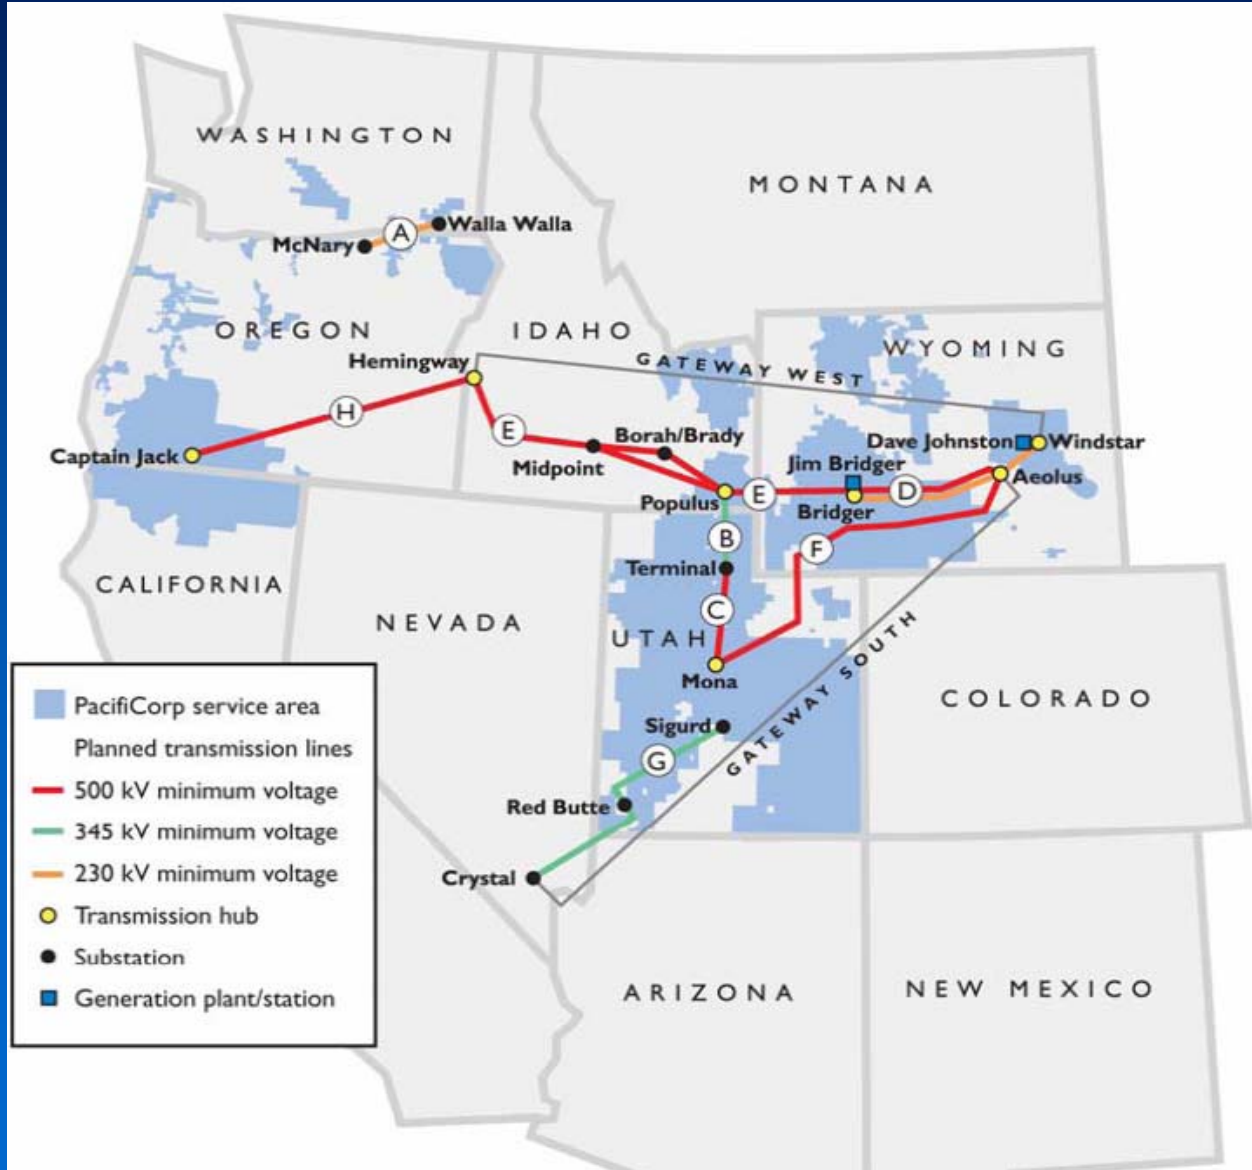 WASHINGTON
MONTANA
Walla Walla
A
McNary
OREGON
IDAHO
WYOMING
Hemingway
GATEWAY WEST
H
E
Borah/Brady
Dave Johnston
Windstar
Captain Jack
Midpoint
Jim Bridger
Aeolus
Populus
E
D
Bridger
B
F
Terminal
CALIFORNIA
C
NEVADA
UTAH
GATEWAY SOUTH
Mona
COLORADO
Sigurd
G
Red Butte
Crystal
ARIZONA
NEW MEXICO
PacifiCorp service area
Planned transmission lines
500 kV minimum voltage
345 kV minimum voltage
230 kV minimum voltage
Transmission hub
Substation
Generation plant/station